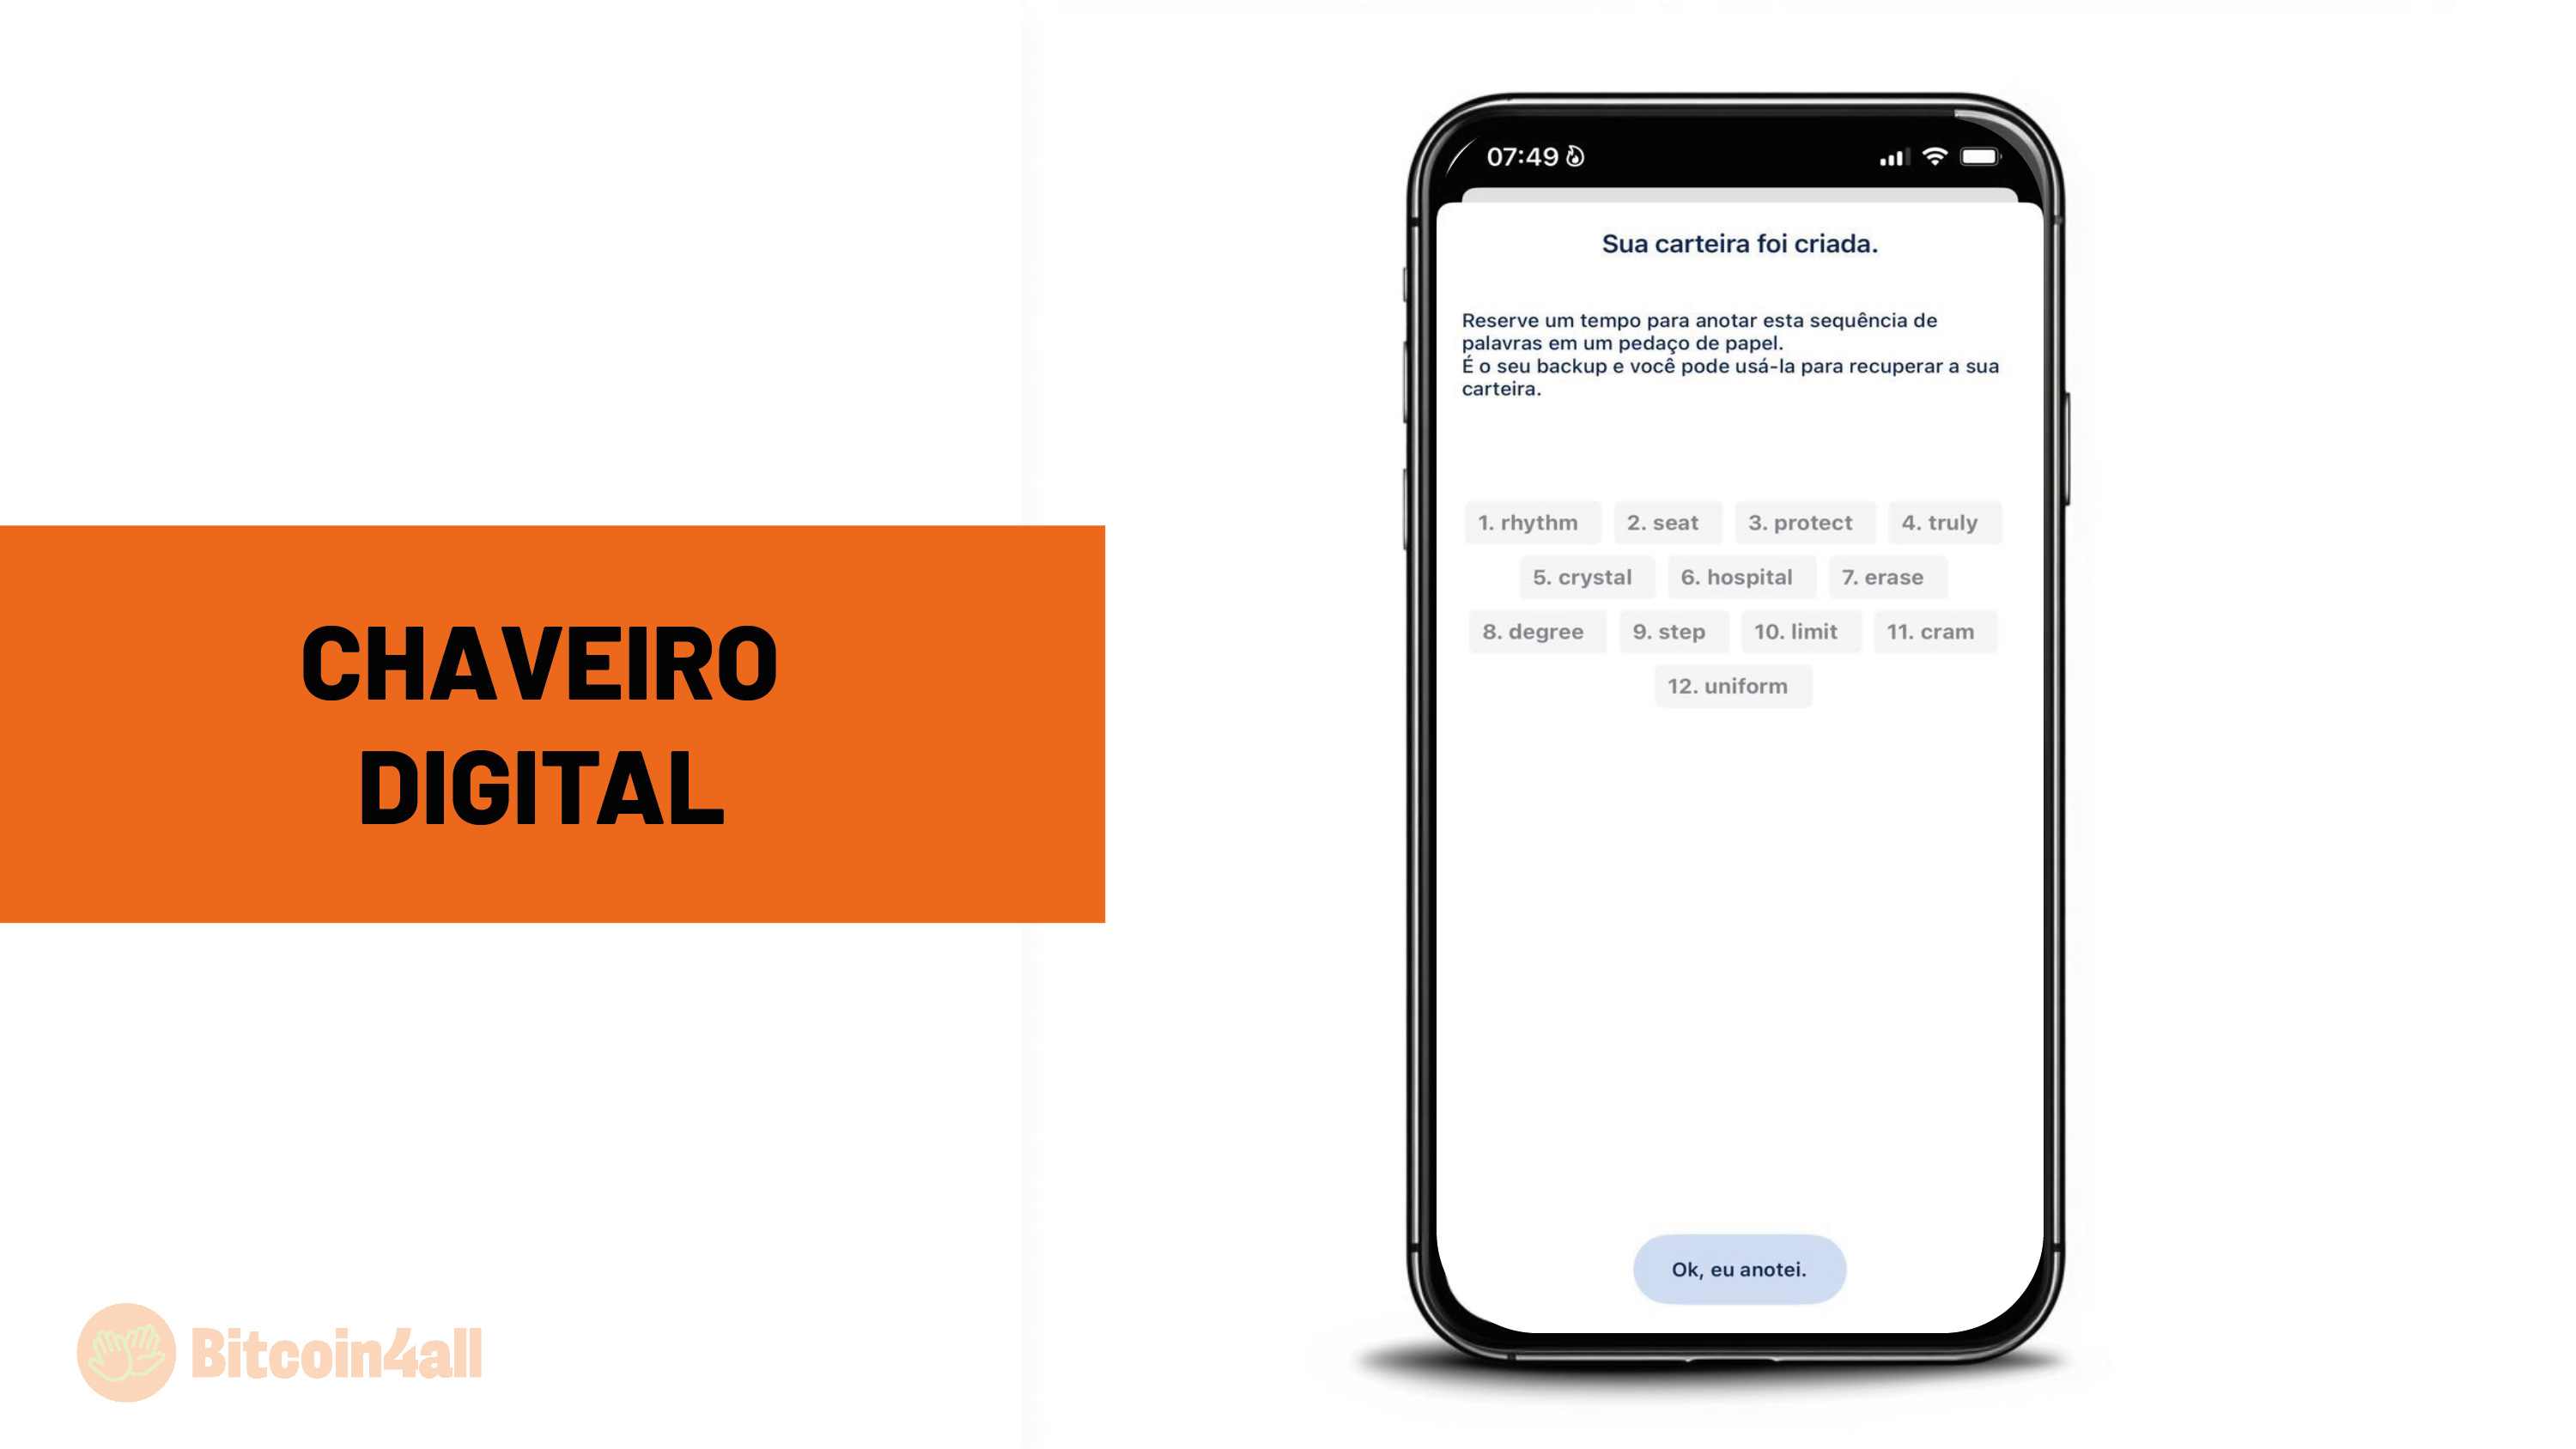 CHAVEIRO
DIGITAL
Bitcoin4all
07:49
Sua carteira foi criada.
Reserve um tempo para anotar esta sequência de
palavras em um pedaço de papel.
É o seu backup e você pode usá-la para recuperar a sua
carteira.
1. rhythm 2. seat 3. protect 4. truly
5. crystal 6. hospital 7. erase
8. degree 9. step 10. limit 11. cram
12. uniform
Ok, eu anotei.